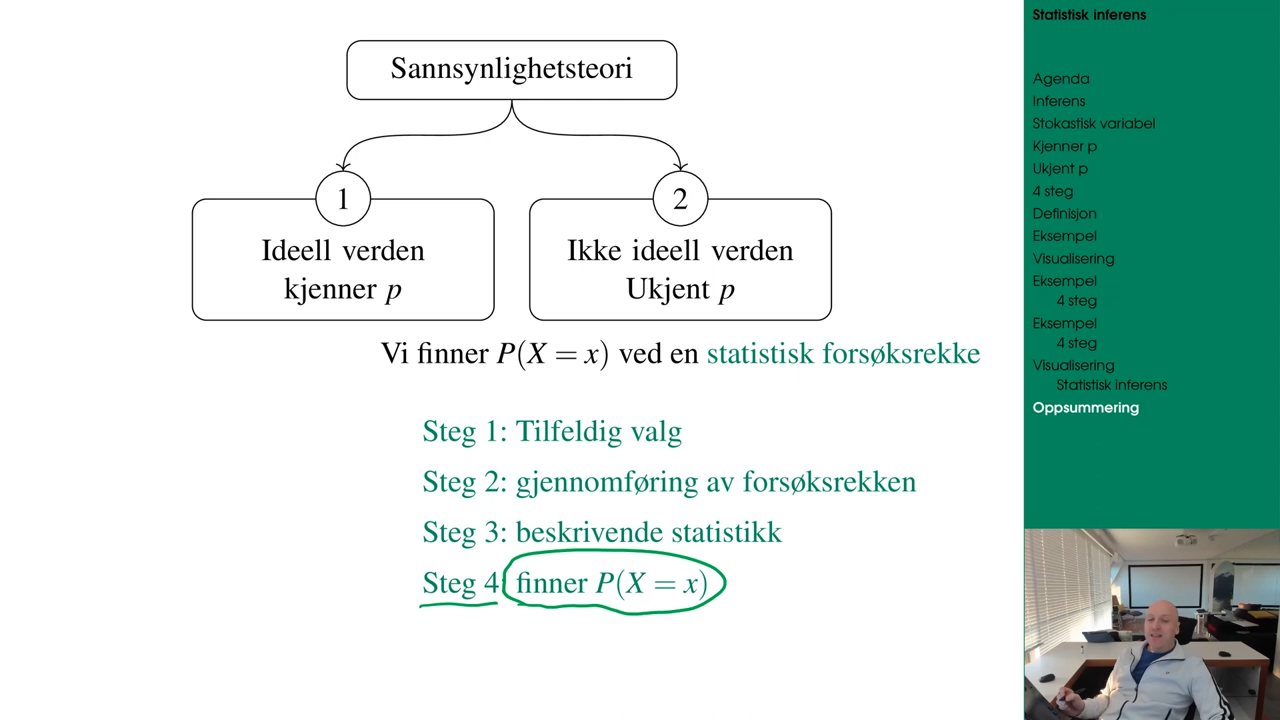 Sannsynlighetsteori
1
2
Ideell verden
kjenner p
Ikke ideell verden
Ukjent p
Vi finner P(X = x) ved en statistisk forsøksrekke
Steg 1: Tilfeldig valg
Steg 2: gjennomføring av forsøksrekken
Steg 3: beskrivende statistikk
Steg 4: finner P(X = x)
Statistisk inferens
Agenda
Inferens
Stokastisk variabel
Kjenner p
Ukjent p
4 steg
Definisjon
Eksempel
Visualisering
Eksempel
4 steg
Eksempel
4 steg
Visualisering
Statistisk inferens
Oppsummering